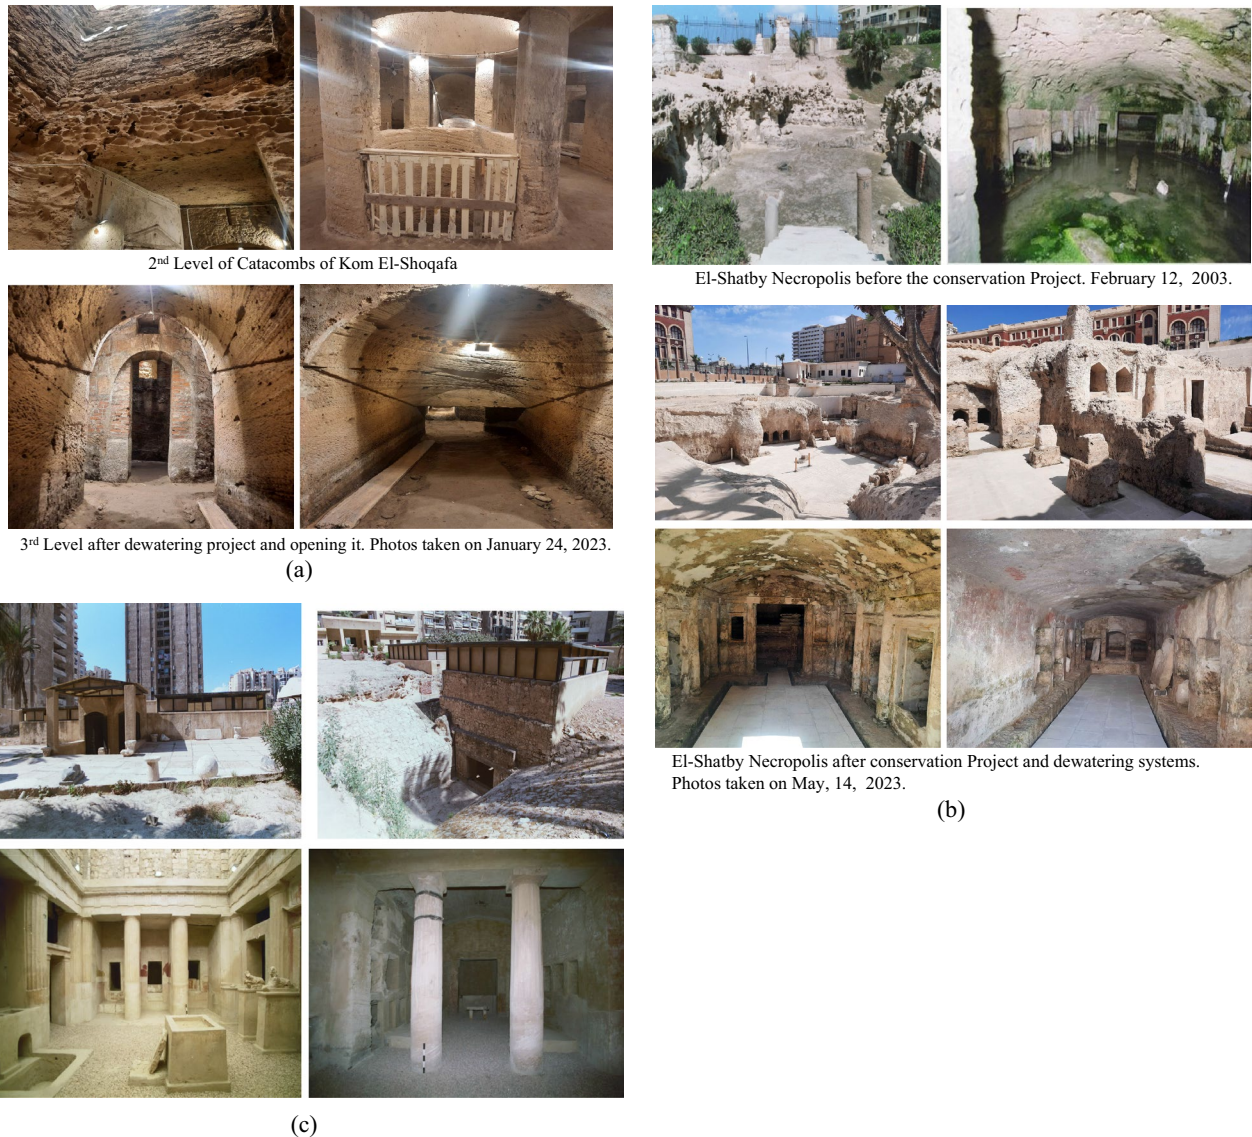 2nd Level of Catacombs of Kom El-Shoqafa
3rd Level after dewatering project and opening it. Photos taken on January 24, 2023.
(a)
El-Shatby Necropolis before the conservation Project. February 12, 2003.
El-Shatby Necropolis after conservation Project and dewatering systems.
Photos taken on May, 14, 2023.
(b)
(c)